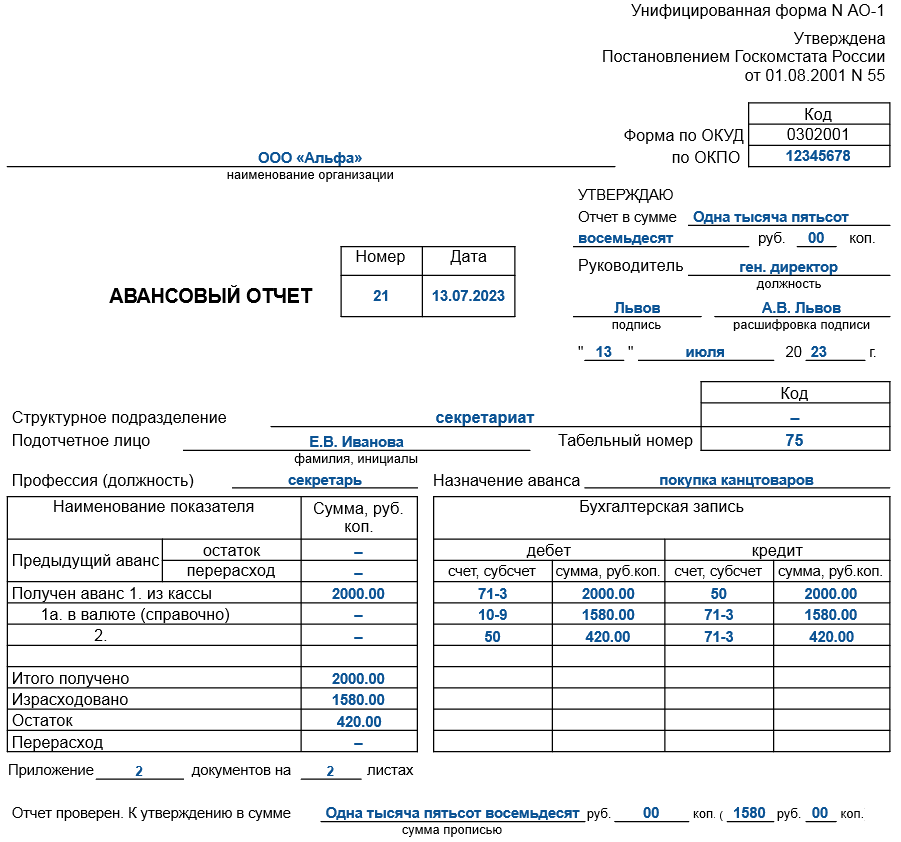 Унифицированная форма N АО-1
Утверждена
Постановлением Госкомстата России
от 01.08.2001 N 55
Код
Форма по ОКУД 0302001
ООО «Альфа» по ОКПО 12345678
наименование организации
УТВЕРЖДАЮ
Отчет в сумме Одна тысяча пятьсот
восемьдесят руб. 00 коп.
Номер Дата
Руководитель ген. директор
должность
АВАНСОВЫЙ ОТЧЕТ 21 13.07.2023
Львов А.В. Львов
подпись расшифровка подписи
" 13 " июля 20 23 г.
Код
Структурное подразделение секретариат –
Подотчетное лицо Е.В. Иванова Табельный номер 75
фамилия, инициалы
Профессия (должность) секретарь Назначение аванса покупка канцтоваров
Наименование показателя Сумма, руб. коп. Бухгалтерская запись
Предыдущий аванс остаток – дебет кредит
перерасход – счет, субсчет сумма, руб.коп. счет, субсчет сумма, руб.коп.
Получен аванс 1. из кассы 2000.00 71-3 2000.00 50 2000.00
1а. в валюте (справочно) – 10-9 1580.00 71-3 1580.00
2. – 50 420.00 71-3 420.00
Итого получено 2000.00
Израсходовано 1580.00
Остаток 420.00
Перерасход –
Приложение 2 документов на 2 листах
Отчет проверен. К утверждению в сумме Одна тысяча пятьсот восемьдесят руб. 00 коп. ( 1580 руб. 00 коп.
сумма прописью